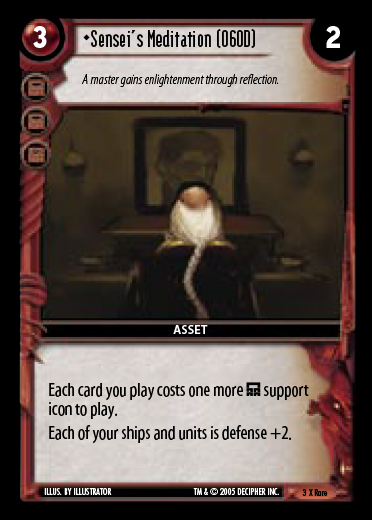 3 •Sensei's Meditation (060D) 2
A master gains enlightenment through reflection.
ASSET
Each card you play costs one more support
icon to play.
Each of your ships and units is defense +2.
ILLUS. BY ILLUSTRATOR TM & © 2005 DECIPHER INC. 3 X Rare